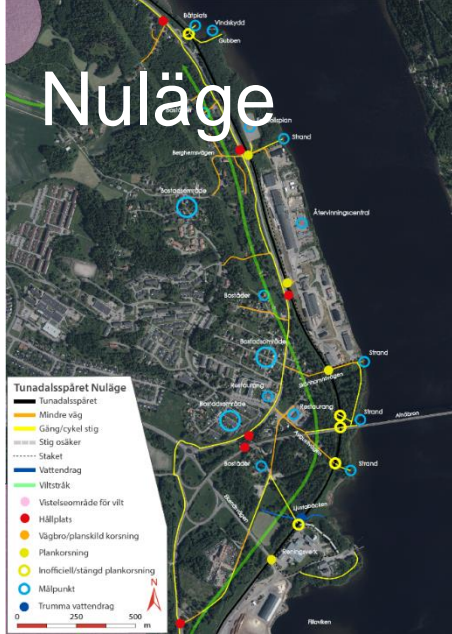 Båtplats
Vindskydd
Gubben
Nuläge
Strand
Berghemsvägen
Bostadsområde
Återvinningscentral
Bostäder
Bostadsområde
Strand
Restaurang
Bostadsområde
Restaurang
Strand
Alnösren
Bostäder
Strand
Ljustabäcken
Reningsverk
Tunadalsspåret Nuläge
Tunadalsspåret
Mindre väg
Gång/cykel stig
Stig osäker
Staket
Vattendrag
Viltstråk
Vistelseområde för vilt
Hållplats
Vägbro/planskild korsning
Plankorsning
Inofficiell/stängd plankorsning
Målpunkt
Trumma vattendrag
N
0 250 500
m